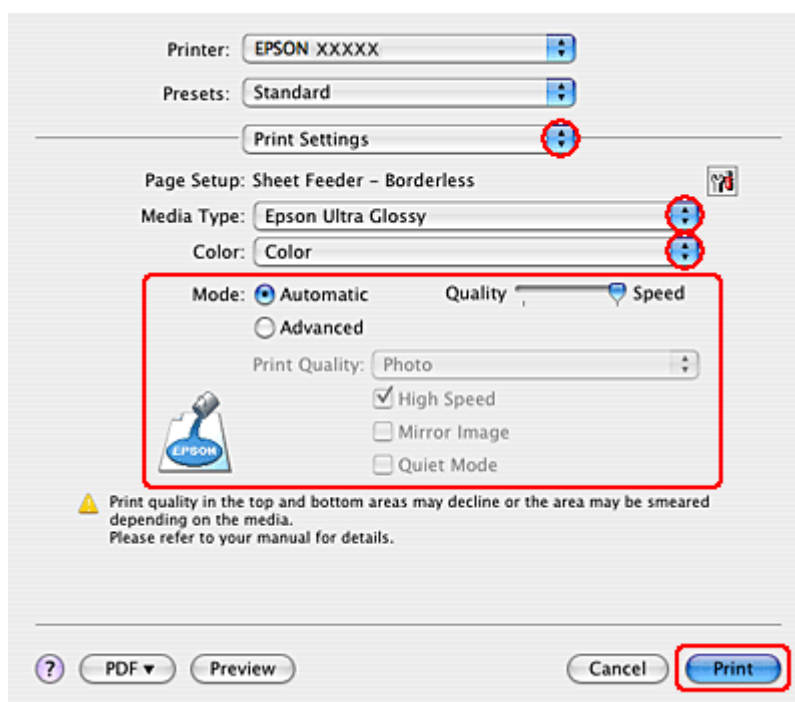 Printer: EPSON XXXXX
Presets: Standard
Print Settings
Page Setup: Sheet Feeder – Borderless
Media Type: Epson Ultra Glossy
Color: Color
Mode: Automatic Quality Speed
Advanced
Print Quality: Photo
High Speed
Mirror Image
Quiet Mode
EPSON
Print quality in the top and bottom areas may decline or the area may be smeared
depending on the media.
Please refer to your manual for details.
? PDF ▼ Preview Cancel Print